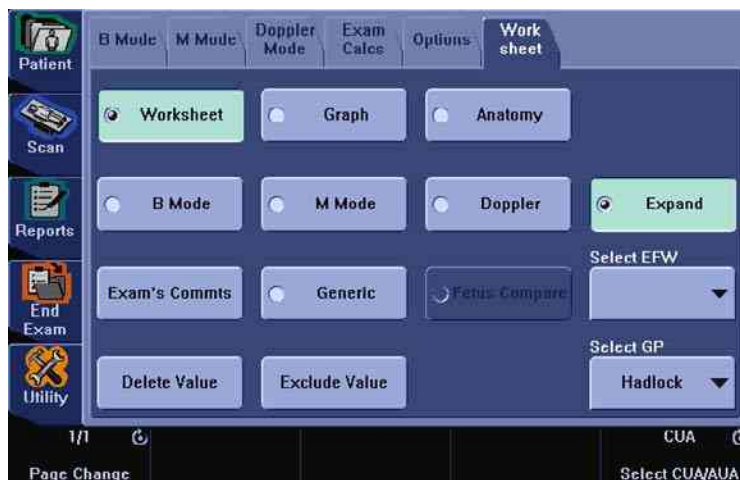 Patient
B Mode
M Mode
Doppler
Mode
Exam
Calcs
Options
Work
sheet
Scan
Worksheet
Graph
Anatomy
Reports
B Mode
M Mode
Doppler
Expand
Select EFW
End
Exam
Exam's Commts
Generic
Fetus Compare
Select GP
Utility
Delete Value
Exclude Value
Hadlock
1/1
CUA
Page Change
Select CUA/AUA